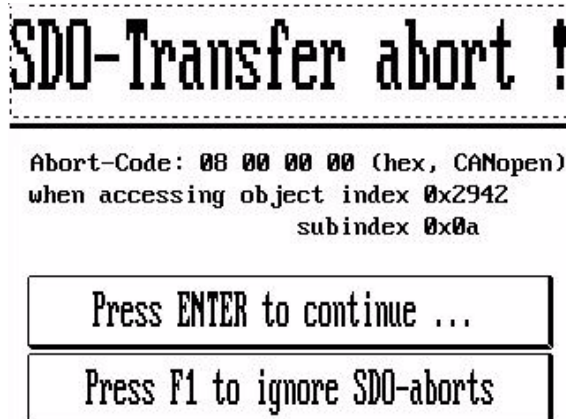 SDO-Transfer abort !
Abort-Code: 08 00 00 00 (hex, CANopen)
when accessing object index 0x2942
subindex 0x0a
Press ENTER to continue ...
Press F1 to ignore SDO-aborts